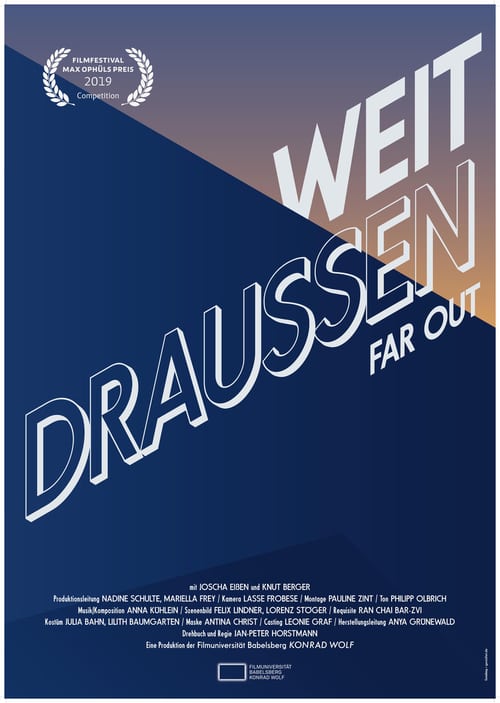 FILMFESTIVAL
MAX OPHÜLS PREIS
2019
Competition
WEIT
DRAUSSEN
FAR OUT
mit JOSCHA EIßEN und KNUT BERGER
Produktionsleitung NADINE SCHULTE, MARIELLA FREY / Kamera LASSE FROBESE / Montage PAULINE ZINT / Ton PHILIPP OLBRICH
Musik/Komposition ANNA KÜHLEIN / Szenenbild FELIX LINDNER, LORENZ STÖGER / Requisite RAN CHAI BAR-ZVI
Kostüm JULIA BAHN, LILITH BAUMGARTEN / Maske ANTINA CHRIST / Casting LEONIE GRAF / Herstellungsleitung ANYA GRÜNEWALD
Drehbuch und Regie JAN-PETER HORSTMANN
Eine Produktion der Filmuniversität Babelsberg KONRAD WOLF
FILMUNIVERSITÄT
BABELSBERG
KONRAD WOLF